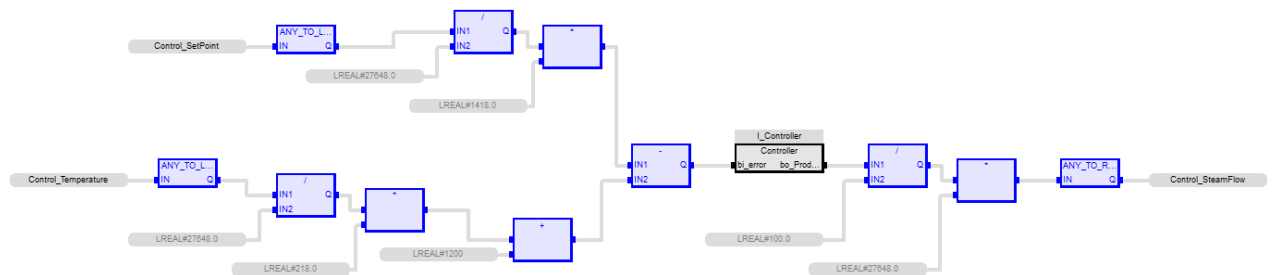 ANY_TO_L...
IN Q
Control_SetPoint
/
IN1 Q
IN2
LREAL#27648.0
*
LREAL#1418.0
ANY_TO_L...
IN Q
Control_Temperature
/
IN1 Q
IN2
LREAL#27648.0
*
LREAL#218.0
+
LREAL#1200
-
IN1 Q
IN2
I_Controller
Controller
bi_error bo_Prod...
/
IN1 Q
IN2
LREAL#100.0
*
LREAL#27648.0
ANY_TO_R...
IN Q
Control_SteamFlow